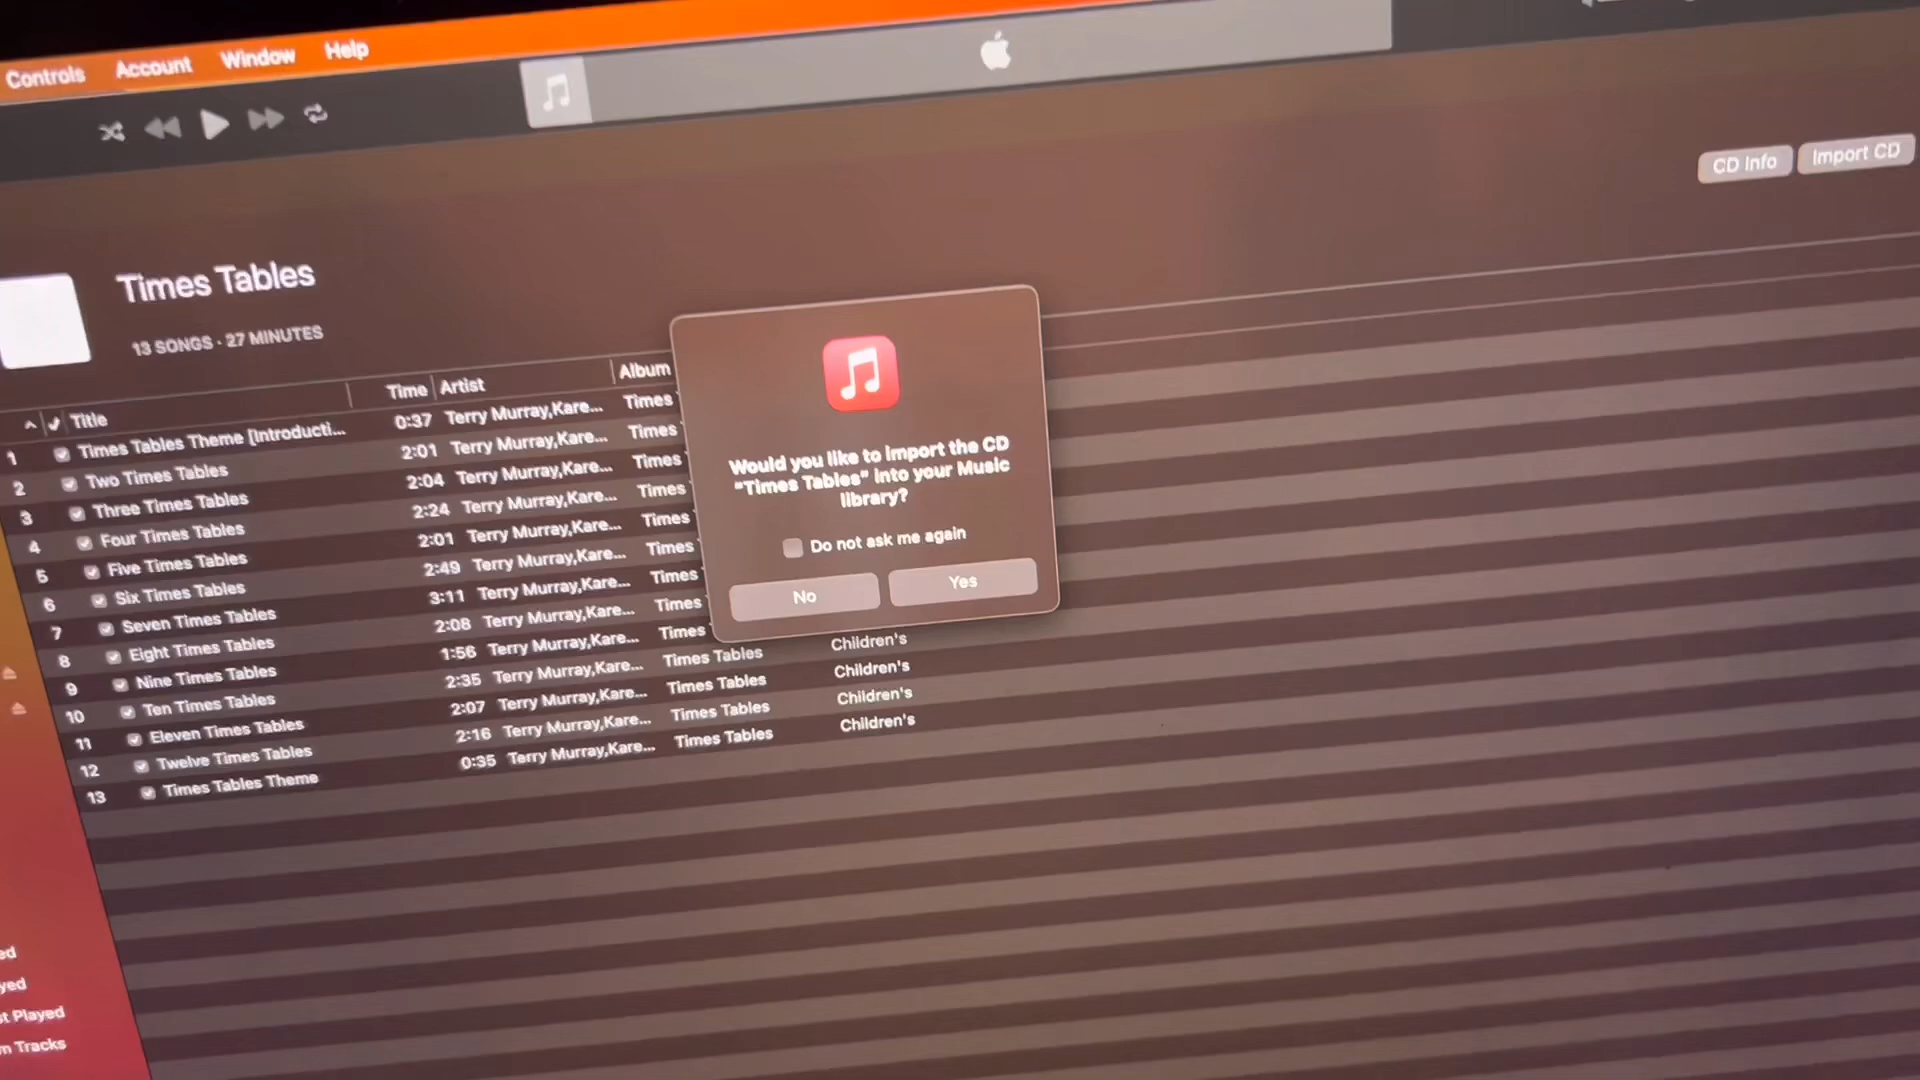 Controls Account Window Help
CD Info Import CD
Times Tables
13 SONGS · 27 MINUTES
Title Time Artist Album
1 Times Tables Theme [Introducti... 0:37 Terry Murray,Kare... Times
2 Two Times Tables 2:01 Terry Murray,Kare... Times
3 Three Times Tables 2:04 Terry Murray,Kare... Times
4 Four Times Tables 2:24 Terry Murray,Kare... Times
5 Five Times Tables 2:01 Terry Murray,Kare... Times
6 Six Times Tables 2:49 Terry Murray,Kare... Times
7 Seven Times Tables 3:11 Terry Murray,Kare... Times
8 Eight Times Tables 2:08 Terry Murray,Kare... Times
9 Nine Times Tables 1:56 Terry Murray,Kare... Times
10 Ten Times Tables 2:35 Terry Murray,Kare... Times Tables Children's
11 Eleven Times Tables 2:07 Terry Murray,Kare... Times Tables Children's
12 Twelve Times Tables 2:16 Terry Murray,Kare... Times Tables Children's
13 Times Tables Theme 0:35 Terry Murray,Kare... Times Tables Children's
Would you like to import the CD
"Times Tables" into your Music
library?
Do not ask me again
No Yes
ed
yed
st Played
m Tracks